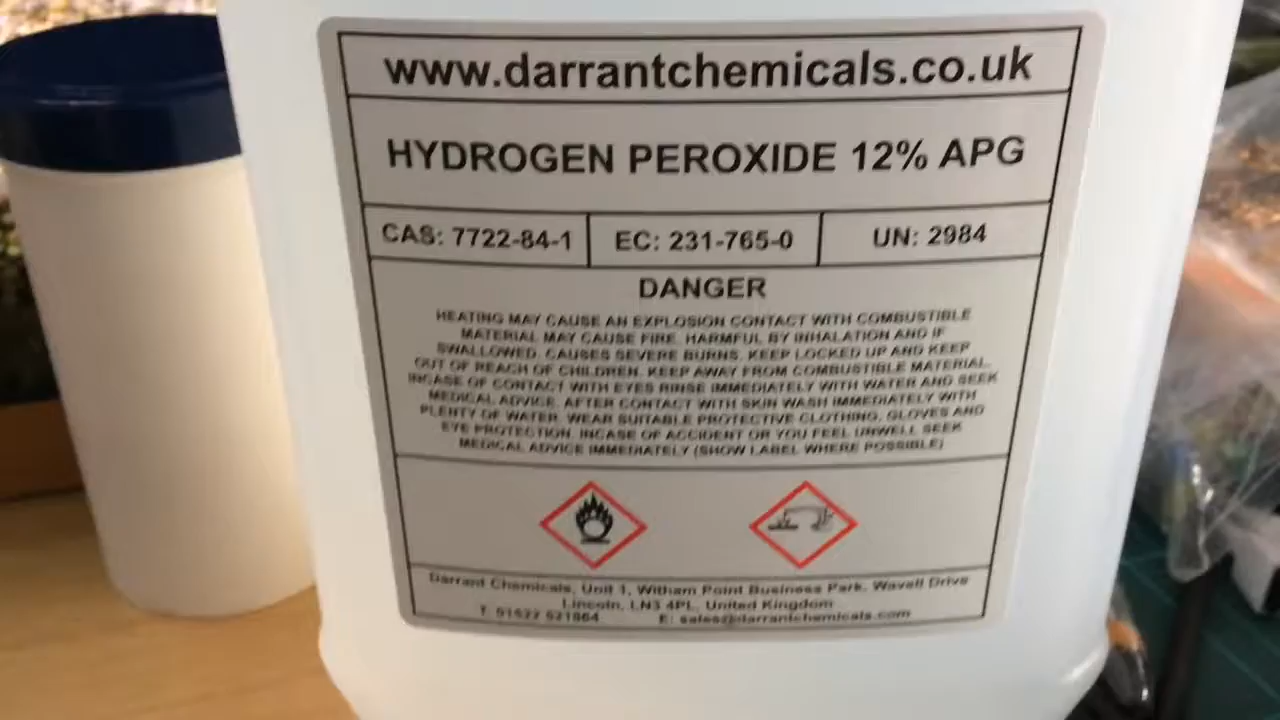 www.darrantchemicals.co.uk
HYDROGEN PEROXIDE 12% APG
CAS: 7722-84-1
EC: 231-765-0
UN: 2984
DANGER
HEATING MAY CAUSE AN EXPLOSION CONTACT WITH COMBUSTIBLE
MATERIAL MAY CAUSE FIRE. HARMFUL BY INHALATION AND IF
SWALLOWED. CAUSES SEVERE BURNS. KEEP LOCKED UP AND KEEP
OUT OF REACH OF CHILDREN. KEEP AWAY FROM COMBUSTIBLE MATERIAL.
INCASE OF CONTACT WITH EYES RINSE IMMEDIATELY WITH WATER AND SEEK
MEDICAL ADVICE. AFTER CONTACT WITH SKIN WASH IMMEDIATELY WITH
PLENTY OF WATER. WEAR SUITABLE PROTECTIVE CLOTHING, GLOVES AND
EYE PROTECTION. INCASE OF ACCIDENT OR YOU FEEL UNWELL SEEK
MEDICAL ADVICE IMMEDIATELY (SHOW LABEL WHERE POSSIBLE)
Darrant Chemicals, Unit 1, Witham Point Business Park, Wavell Drive
Lincoln, LN3 4PL, United Kingdom
T: 01522 521864 E: sales@darrantchemicals.com